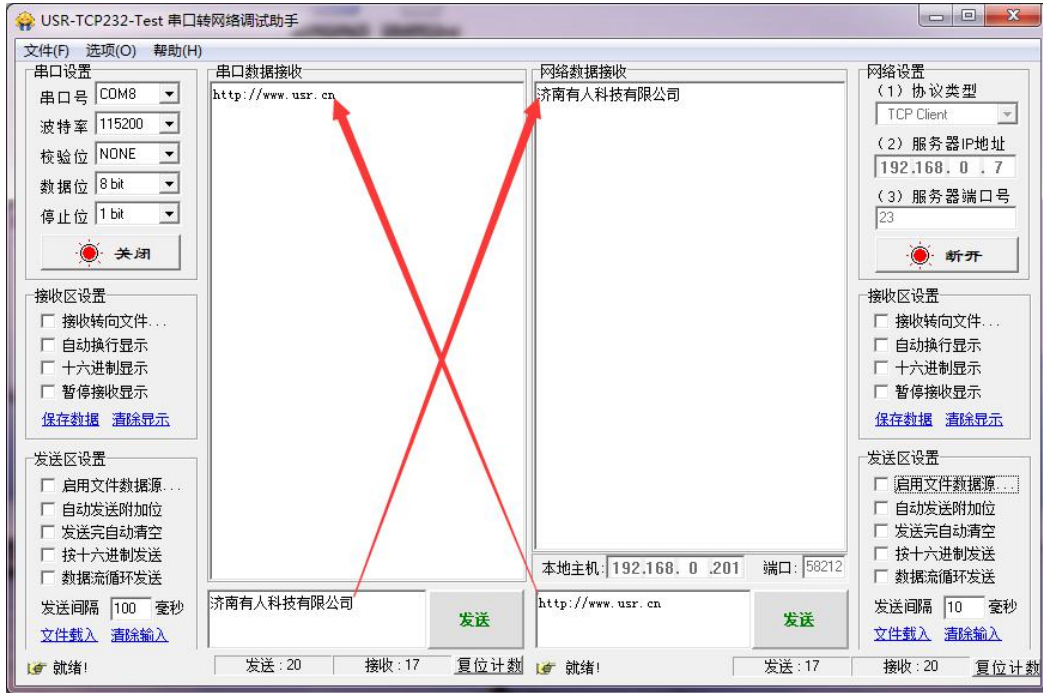 USR-TCP232-Test 串口转网络调试助手
文件(F) 选项(O) 帮助(H)
串口设置
串口号 COM8
波特率 115200
校验位 NONE
数据位 8 bit
停止位 1 bit
关闭
接收区设置
接收转向文件...
自动换行显示
十六进制显示
暂停接收显示
保存数据 清除显示
发送区设置
启用文件数据源...
自动发送附加位
发送完自动清空
按十六进制发送
数据流循环发送
发送间隔 100 毫秒
文件载入 清除输入
就绪!
串口数据接收
http://www.usr.cn
济南有人科技有限公司
发送
发送:20 接收:17 复位计数
网络数据接收
济南有人科技有限公司
本地主机: 192.168. 0 .201 端口: 58212
http://www.usr.cn
发送
就绪! 发送:17 接收:20 复位计数
网络设置
(1) 协议类型
TCP Client
(2) 服务器IP地址
192.168. 0 . 7
(3) 服务器端口号
23
断开
接收区设置
接收转向文件...
自动换行显示
十六进制显示
暂停接收显示
保存数据 清除显示
发送区设置
启用文件数据源...
自动发送附加位
发送完自动清空
按十六进制发送
数据流循环发送
发送间隔 10 毫秒
文件载入 清除输入